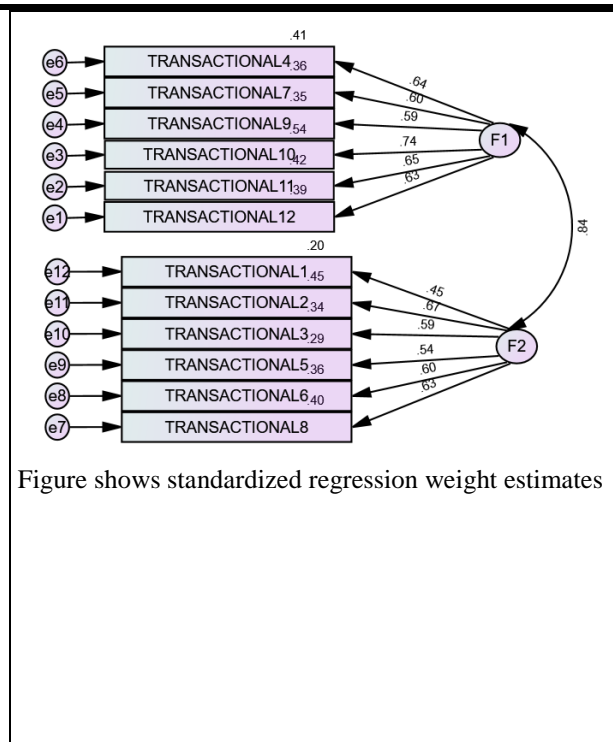 .41
e6 TRANSACTIONAL4 .36 .64
e5 TRANSACTIONAL7 .35 .60
e4 TRANSACTIONAL9 .54 .59
F1
e3 TRANSACTIONAL10 .42 .74
e2 TRANSACTIONAL11 .39 .65
e1 TRANSACTIONAL12 .63
.84
.20
e12 TRANSACTIONAL1 .45 .45
e11 TRANSACTIONAL2 .34 .67
e10 TRANSACTIONAL3 .29 .59
F2
e9 TRANSACTIONAL5 .36 .54
e8 TRANSACTIONAL6 .40 .60
e7 TRANSACTIONAL8 .63
Figure shows standardized regression weight estimates